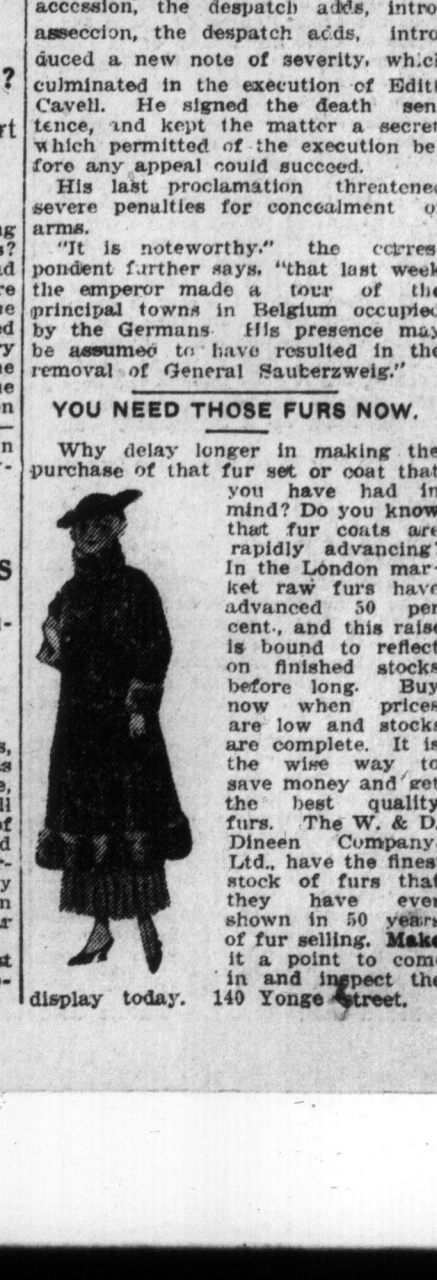 accession, the despatch adds, intro
asseccion, the despatch adds, intro
duced a new note of severity, which
culminated in the execution of Edith
Cavell. He signed the death sen
tence, and kept the matter a secret
which permitted of the execution be
fore any appeal could succeed.
His last proclamation threatened
severe penalties for concealment o
arms.
"It is noteworthy." the corres
pondent further says, "that last week
the emperor made a tour of the
principal towns in Belgium occupied
by the Germans His presence may
be assumed to have resulted in the
removal of General Sauberzweig."
YOU NEED THOSE FURS NOW.
Why delay longer in making the
purchase of that fur set or coat that
you have had in
mind? Do you know
that fur coats are
rapidly advancing?
In the London mar-
ket raw furs have
advanced 50 per
cent., and this raise
is bound to reflect
on finished stocks
before long. Buy
now when prices
are low and stocks
are complete. It is
the wise way to
save money and get
the best quality
furs. The W. & D.
Dineen Company,
Ltd., have the fines
stock of furs that
they have ever
shown in 50 years
of fur selling. Make
it a point to come
in and inspect the
display today. 140 Yonge Street.